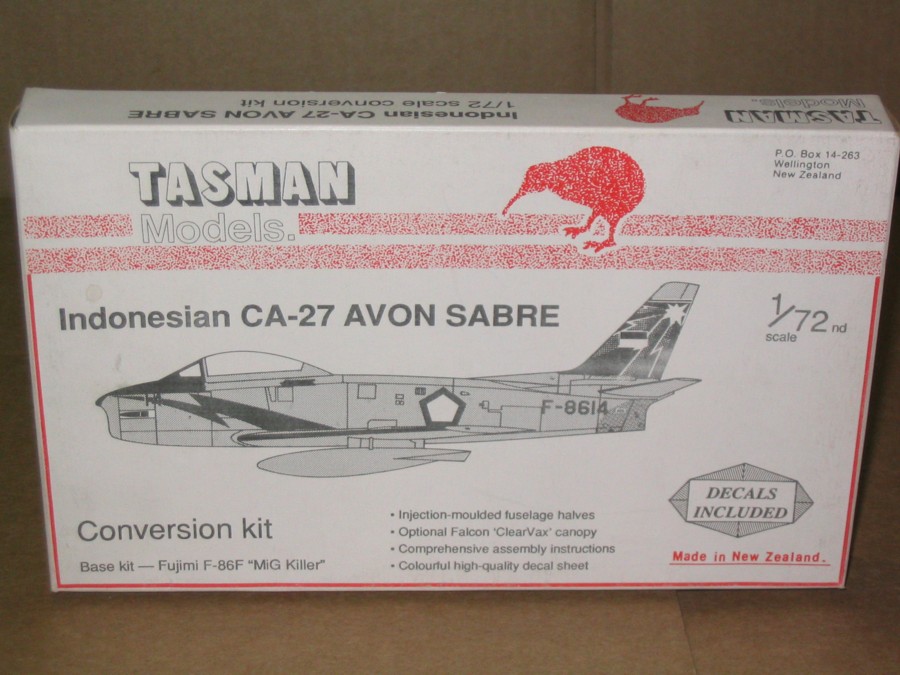 Indonesian CA-27 AVON SABRE
1/72 scale conversion kit
TASMAN
Models.
P.O. Box 14-263
Wellington
New Zealand
TASMAN
Models.
Indonesian CA-27 AVON SABRE
1/72 nd
scale
F-8614
DECALS
INCLUDED
Conversion kit
Base kit — Fujimi F-86F "MiG Killer"
• Injection-moulded fuselage halves
• Optional Falcon 'ClearVax' canopy
• Comprehensive assembly instructions
• Colourful high-quality decal sheet
Made in New Zealand.